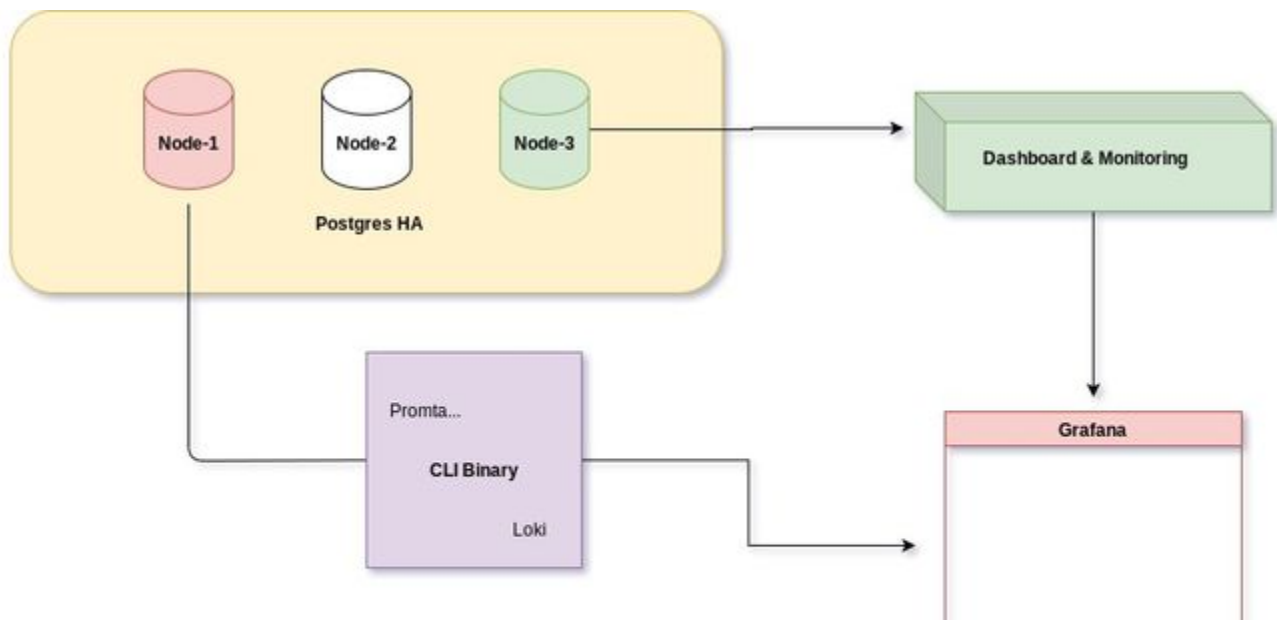 Node-1
Node-2
Node-3
Dashboard & Monitoring
Postgres HA
Promta...
CLI Binary
Loki
Grafana